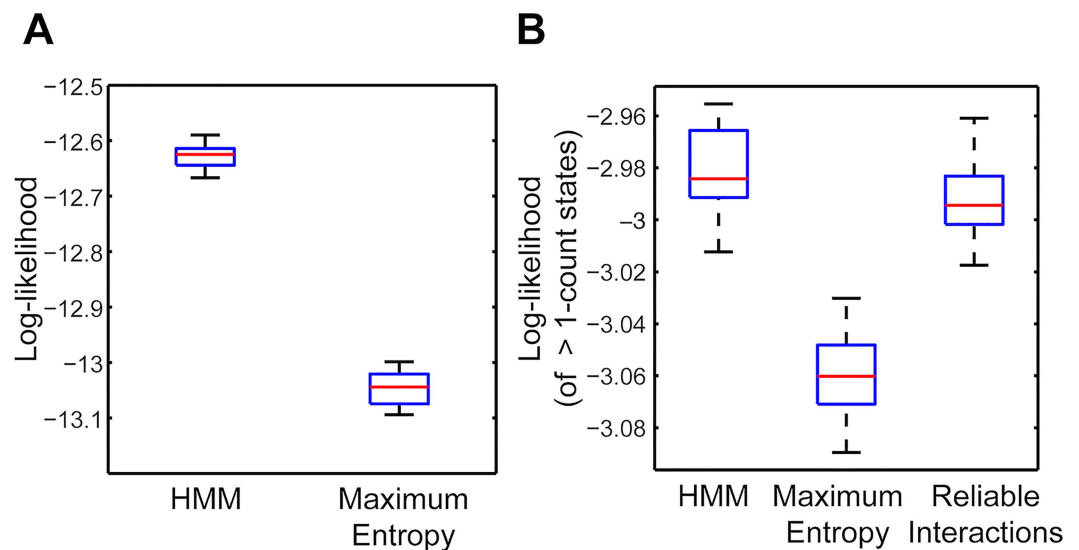 A
Log-likelihood
−12.5
−12.6
−12.7
−12.8
−12.9
−13
−13.1
HMM
Maximum
Entropy
B
Log-likelihood
(of > 1-count states)
−2.96
−2.98
−3
−3.02
−3.04
−3.06
−3.08
HMM
Maximum
Entropy
Reliable
Interactions